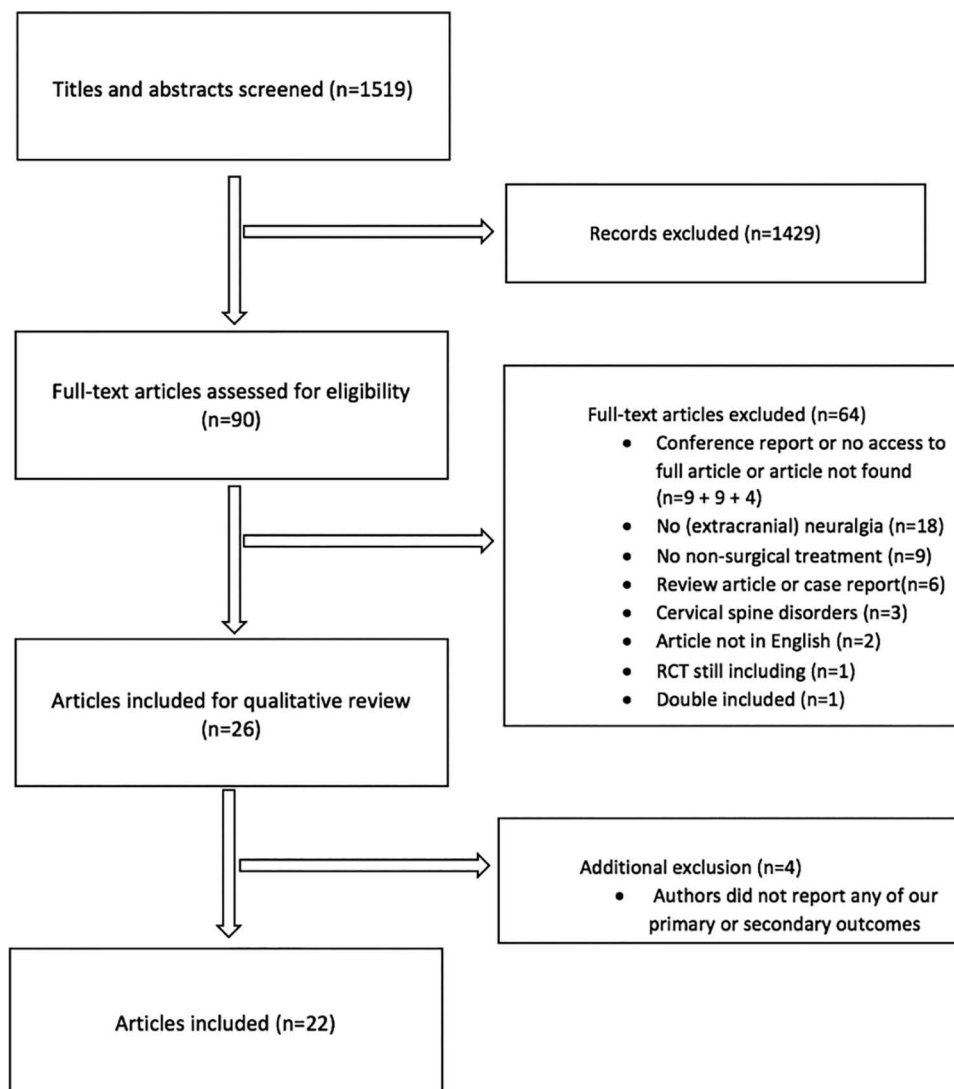 Titles and abstracts screened (n=1519)
Records excluded (n=1429)
Full-text articles assessed for eligibility
(n=90)
Full-text articles excluded (n=64)
• Conference report or no access to
full article or article not found
(n=9 + 9 + 4)
• No (extracranial) neuralgia (n=18)
• No non-surgical treatment (n=9)
• Review article or case report(n=6)
• Cervical spine disorders (n=3)
• Article not in English (n=2)
• RCT still including (n=1)
• Double included (n=1)
Articles included for qualitative review
(n=26)
Additional exclusion (n=4)
• Authors did not report any of our
primary or secondary outcomes
Articles included (n=22)